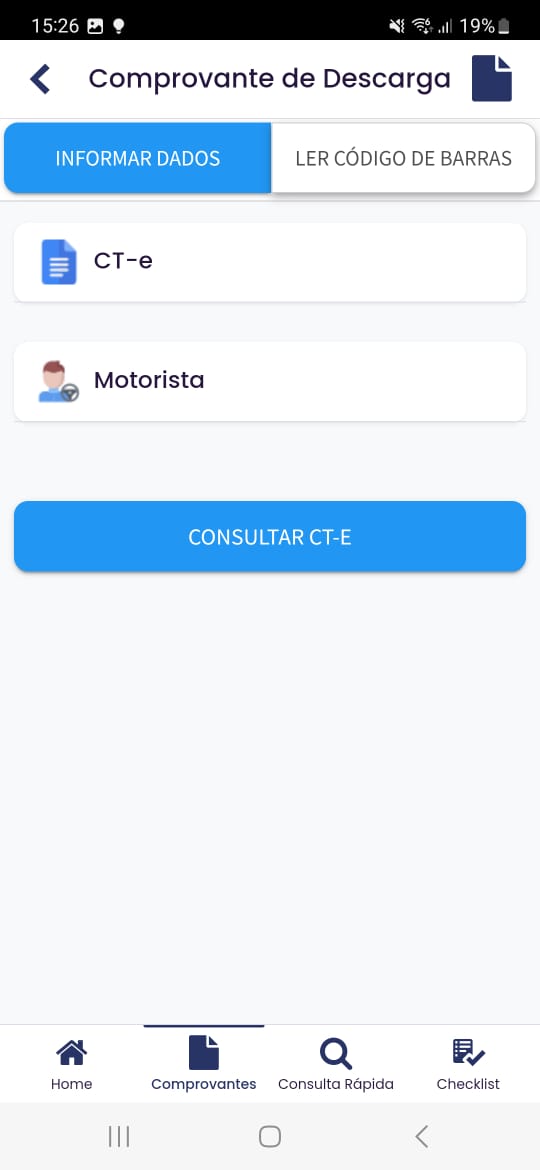 15:26
19%
Comprovante de Descarga
INFORMAR DADOS
LER CÓDIGO DE BARRAS
CT-e
Motorista
CONSULTAR CT-E
Home
Comprovantes
Consulta Rápida
Checklist